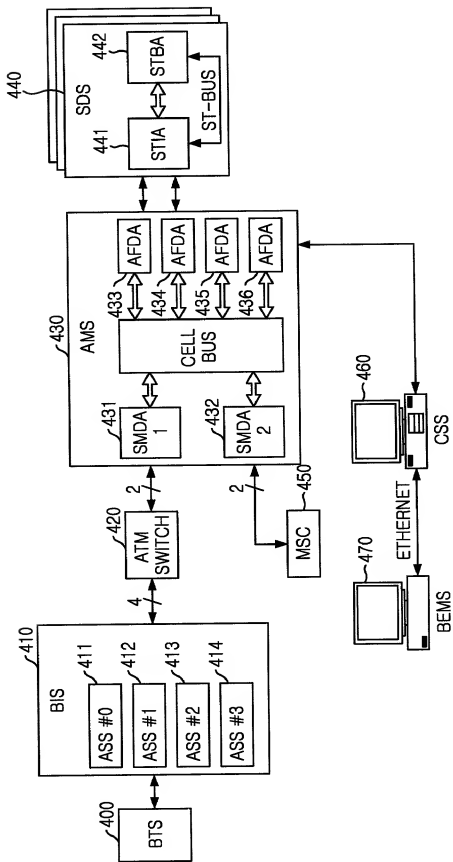 400
BTS
410
BIS
411
ASS #0
412
ASS #1
413
ASS #2
414
ASS #3
4
420
ATM
SWITCH
2
2
450
MSC
430
AMS
431
SMDA
1
432
SMDA
2
CELL
BUS
433
AFDA
434
AFDA
435
AFDA
436
AFDA
440
SDS
441
STIA
442
STBA
ST-BUS
470
BEMS
ETHERNET
460
CSS